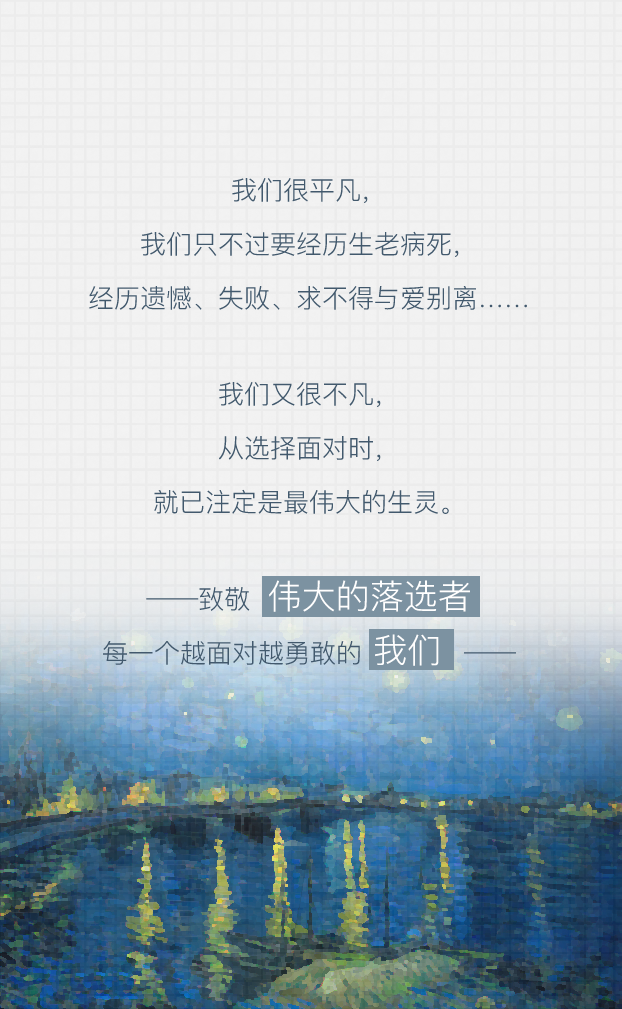 我们很平凡，
我们只不过要经历生老病死，
经历遗憾、失败、求不得与爱别离……
我们又很不凡，
从选择面对时，
就已注定是最伟大的生灵。
——致敬 伟大的落选者
每一个越面对越勇敢的 我们 ——